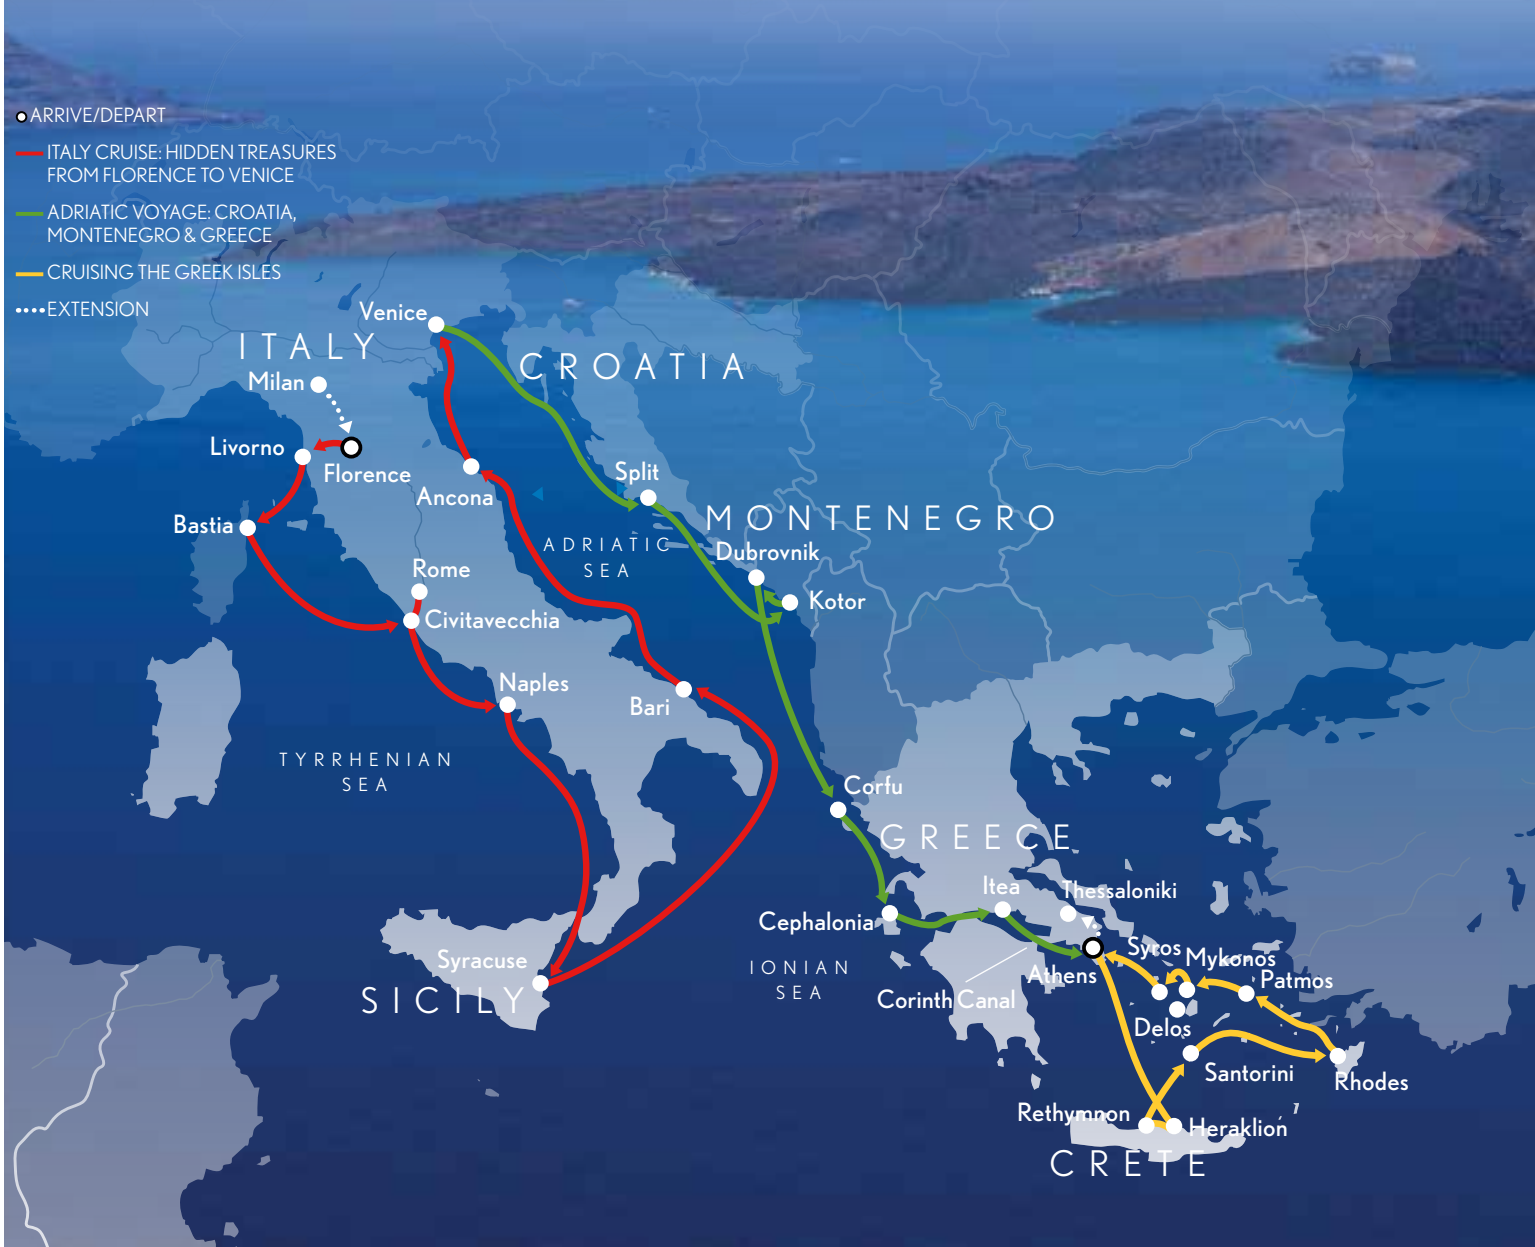 ARRIVE/DEPART
ITALY CRUISE: HIDDEN TREASURES
FROM FLORENCE TO VENICE
ADRIATIC VOYAGE: CROATIA,
MONTENEGRO & GREECE
CRUISING THE GREEK ISLES
EXTENSION
Venice
ITALY
CROATIA
Milan
Livorno
Florence
Split
Ancona
Bastia
MONTENEGRO
ADRIATIC
SEA
Dubrovnik
Rome
Kotor
Civitavecchia
Naples
Bari
TYRRHENIAN
SEA
Corfu
GREECE
Itea
Thessaloniki
Cephalonia
Syros
Mykonos
Syracuse
IONIAN
SEA
Athens
Patmos
SICILY
Corinth Canal
Delos
Santorini
Rhodes
Rethymnon
Heraklion
CRETE